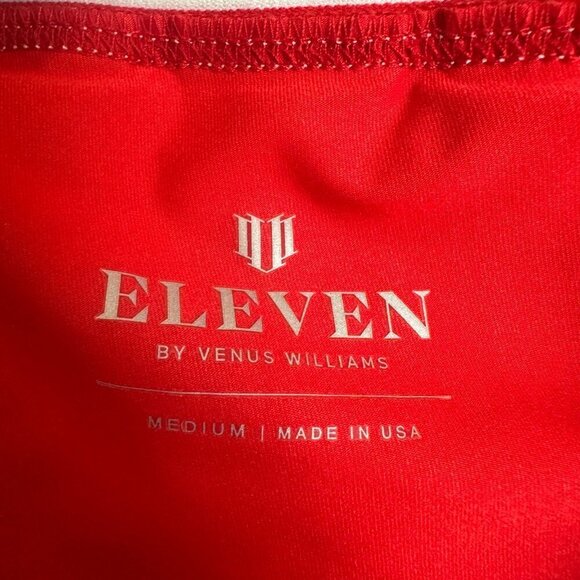 ELEVEN
BY VENUS WILLIAMS
MEDIUM | MADE IN USA